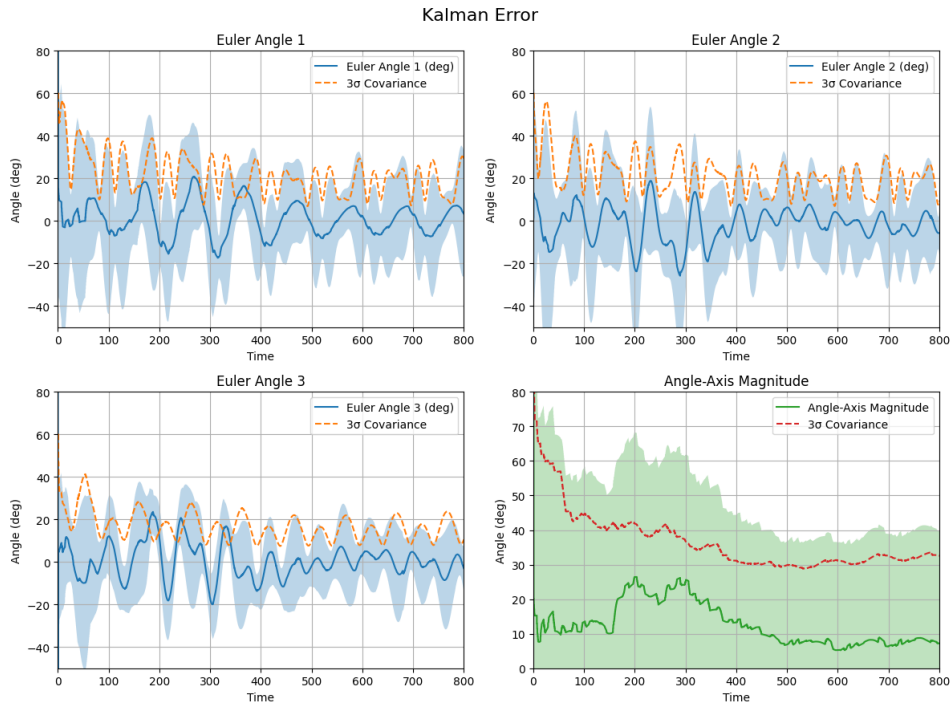 Kalman Error
Euler Angle 1
80
60
40
20
0
−20
−40
Angle (deg)
Euler Angle 1 (deg)
3σ Covariance
0 100 200 300 400 500 600 700 800
Time
Euler Angle 2
80
60
40
20
0
−20
−40
Angle (deg)
Euler Angle 2 (deg)
3σ Covariance
0 100 200 300 400 500 600 700 800
Time
Euler Angle 3
80
60
40
20
0
−20
−40
Angle (deg)
Euler Angle 3 (deg)
3σ Covariance
0 100 200 300 400 500 600 700 800
Time
Angle-Axis Magnitude
80
70
60
50
40
30
20
10
0
Angle (deg)
Angle-Axis Magnitude
3σ Covariance
0 100 200 300 400 500 600 700 800
Time